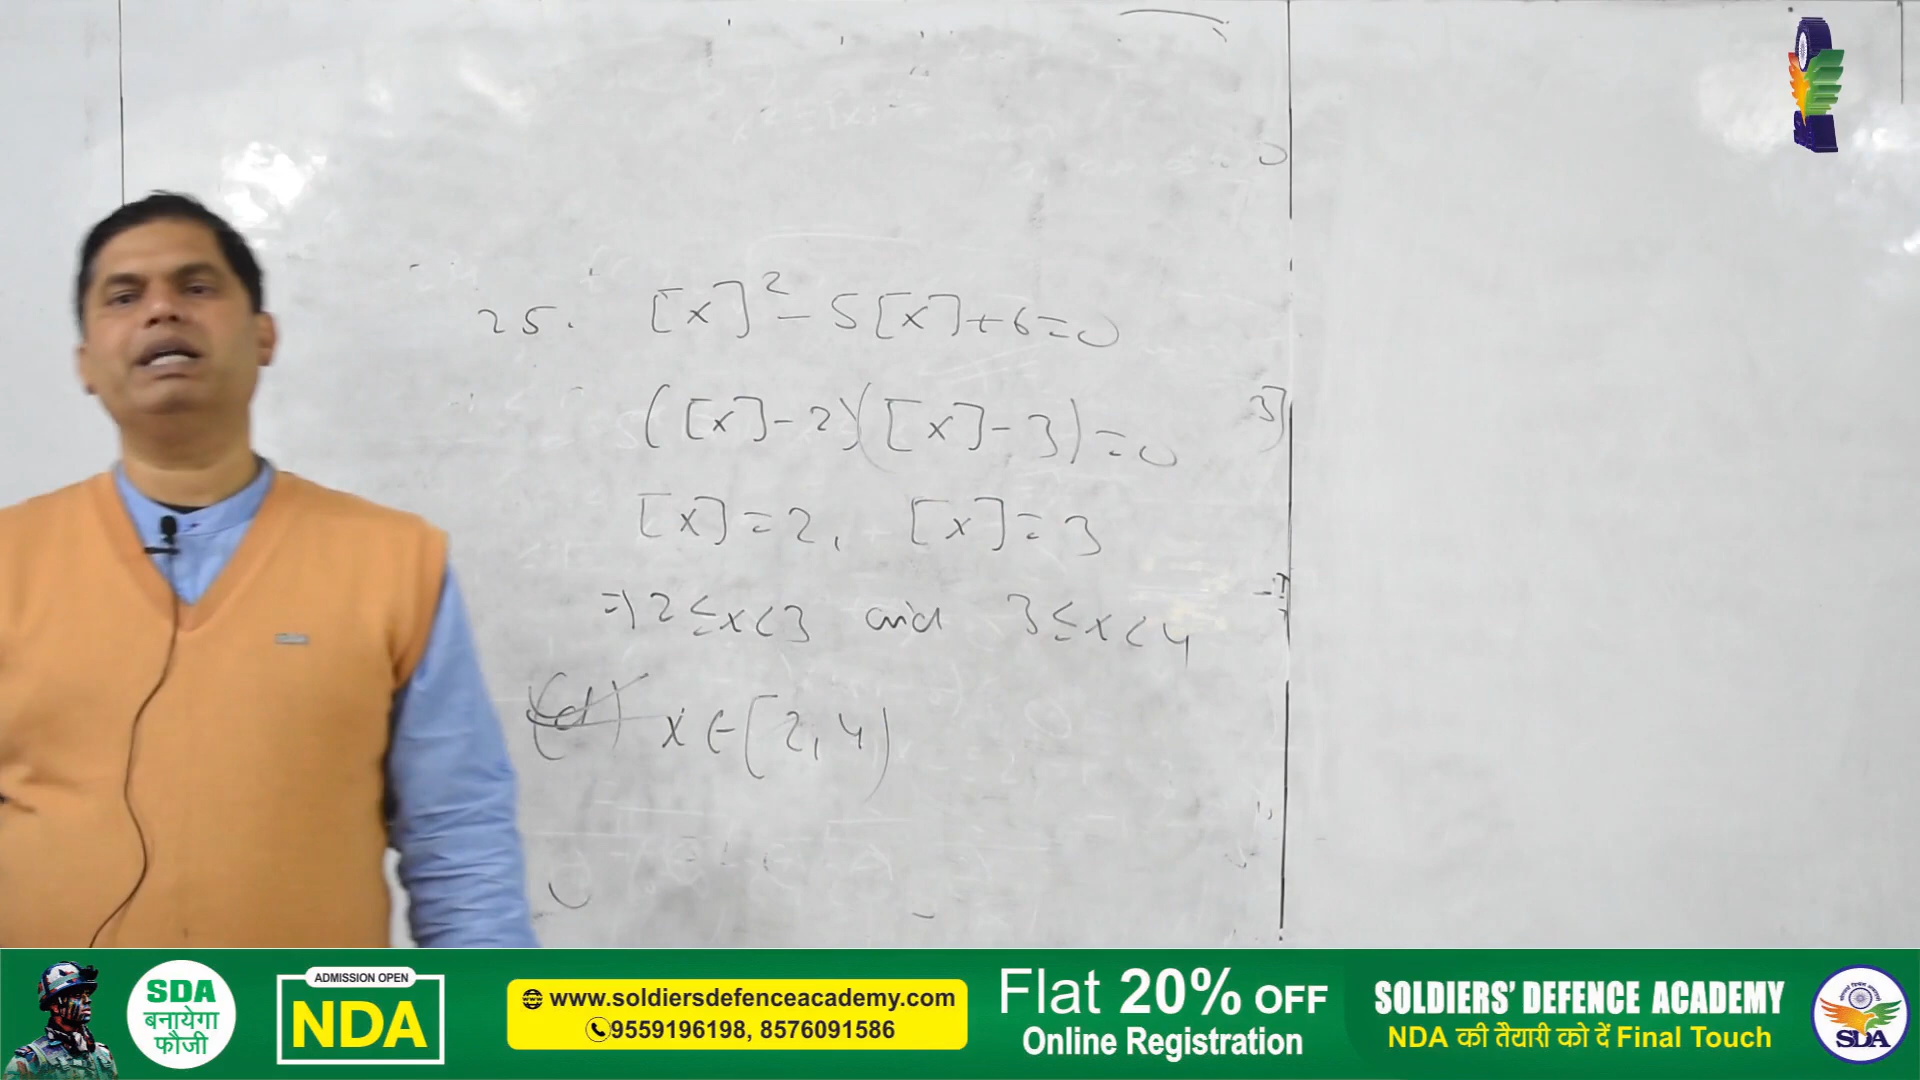 25. [x]² - 5[x]+6=0
([x]-2)([x]-3)=0
3]
[x]=2, [x]=3
⇒ 2≤x<3 and 3≤x<4
x∈[2,4)
SDA
बनायेगा
फौजी
ADMISSION OPEN
NDA
www.soldiersdefenceacademy.com
9559196198, 8576091586
Flat 20% OFF
Online Registration
SOLDIERS' DEFENCE ACADEMY
NDA की तैयारी को दें Final Touch
SDA